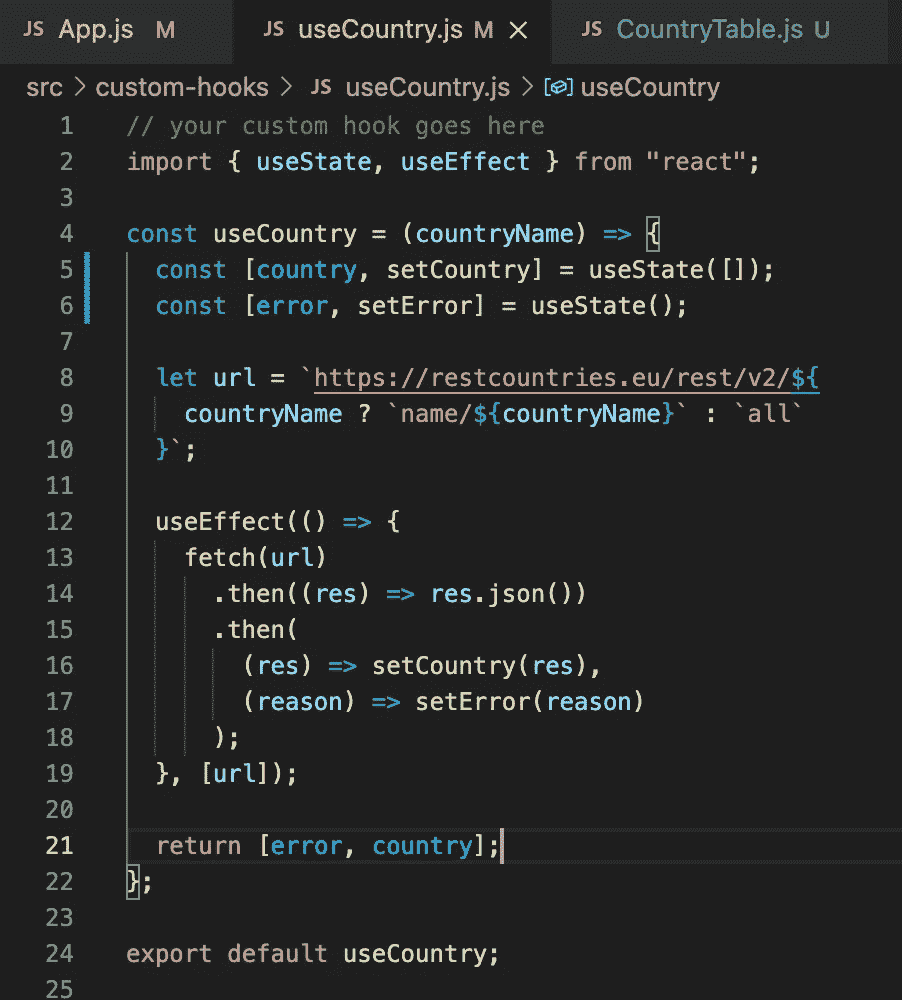 JS App.js M JS useCountry.js M × JS CountryTable.js U
src > custom-hooks > JS useCountry.js > useCountry
1 // your custom hook goes here
2 import { useState, useEffect } from "react";
3
4 const useCountry = (countryName) => {
5   const [country, setCountry] = useState([]);
6   const [error, setError] = useState();
7
8   let url = `https://restcountries.eu/rest/v2/${
9     countryName ? `name/${countryName}` : `all`
10   }`;
11
12   useEffect(() => {
13     fetch(url)
14       .then((res) => res.json())
15       .then(
16         (res) => setCountry(res),
17         (reason) => setError(reason)
18       );
19   }, [url]);
20
21   return [error, country];
22 };
23
24 export default useCountry;
25